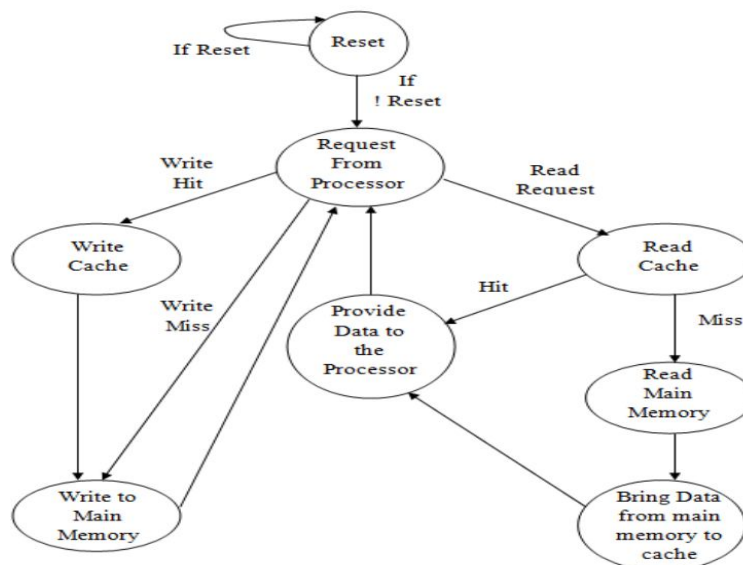 Reset
If Reset
If
! Reset
Request
From
Processor
Write
Hit
Read
Request
Write
Cache
Read
Cache
Write
Miss
Hit
Provide
Data to
the
Processor
Miss
Read
Main
Memory
Write to
Main
Memory
Bring Data
from main
memory to
cache